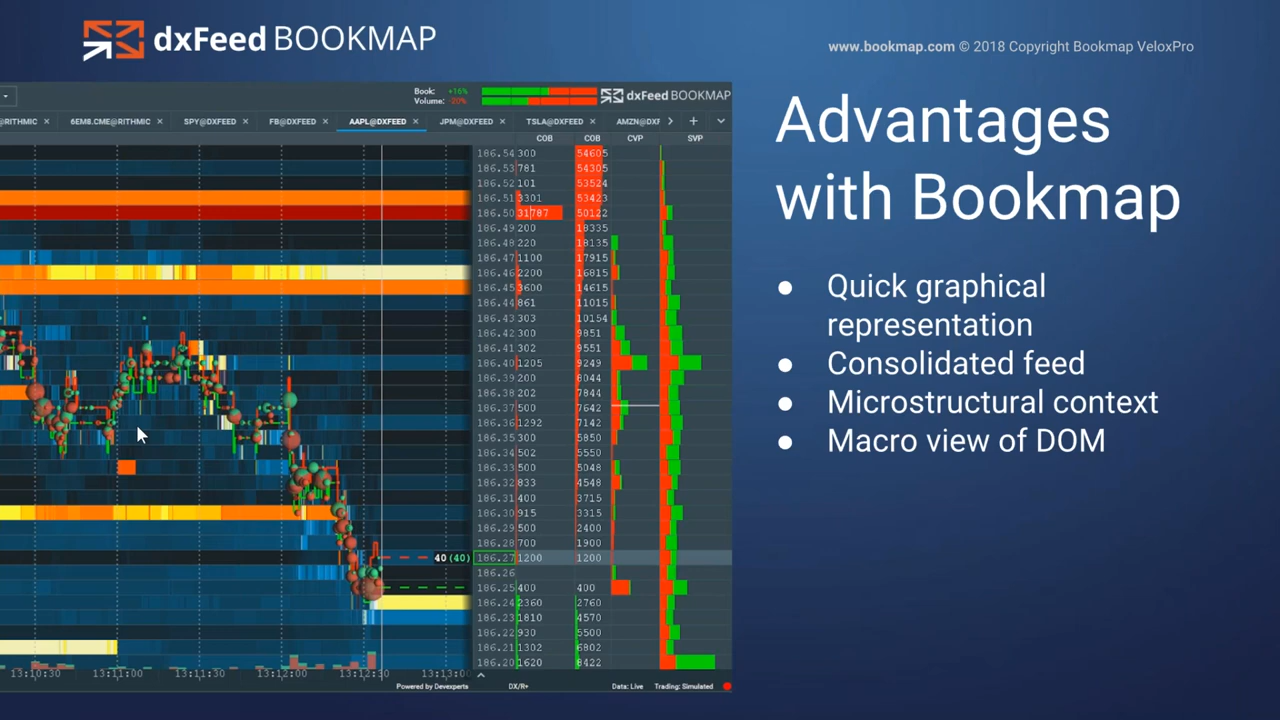 dxFeed BOOKMAP
www.bookmap.com © 2018 Copyright Bookmap VeloxPro
Advantages
with Bookmap
● Quick graphical
representation
● Consolidated feed
● Microstructural context
● Macro view of DOM
Book: +16%
Volume: -20%
dxFeed BOOKMAP
@RITHMIC × 6EM8.CME@RITHMIC × SPY@DXFEED × FB@DXFEED × AAPL@DXFEED × JPM@DXFEED × TSLA@DXFEED × AMZN@DXF
COB COB CVP SVP
186.54 300 54605
186.53 781 54305
186.52 101 53524
186.51 3301 53423
186.50 31787 50122
186.49 200 18335
186.48 220 18135
186.47 1100 17915
186.46 2200 16815
186.45 3600 14615
186.44 861 11015
186.43 303 10154
186.42 300 9851
186.41 302 9551
186.40 1205 9249
186.39 200 8044
186.38 202 7844
186.37 500 7642
186.36 1292 7142
186.35 300 5850
186.34 502 5550
186.33 500 5048
186.32 833 4548
186.31 400 3715
186.30 915 3315
186.29 500 2400
186.28 700 1900
40 (40) 186.27 1200 1200
186.26
186.25 400 400
186.24 2360 2760
186.23 1810 4570
186.22 930 5500
186.21 1302 6802
186.20 1620 8422
13:10:30 13:11:00 13:11:30 13:12:00 13:12:30 13:13:00
Powered by Devexperts DX/R+ Data: Live Trading: Simulated